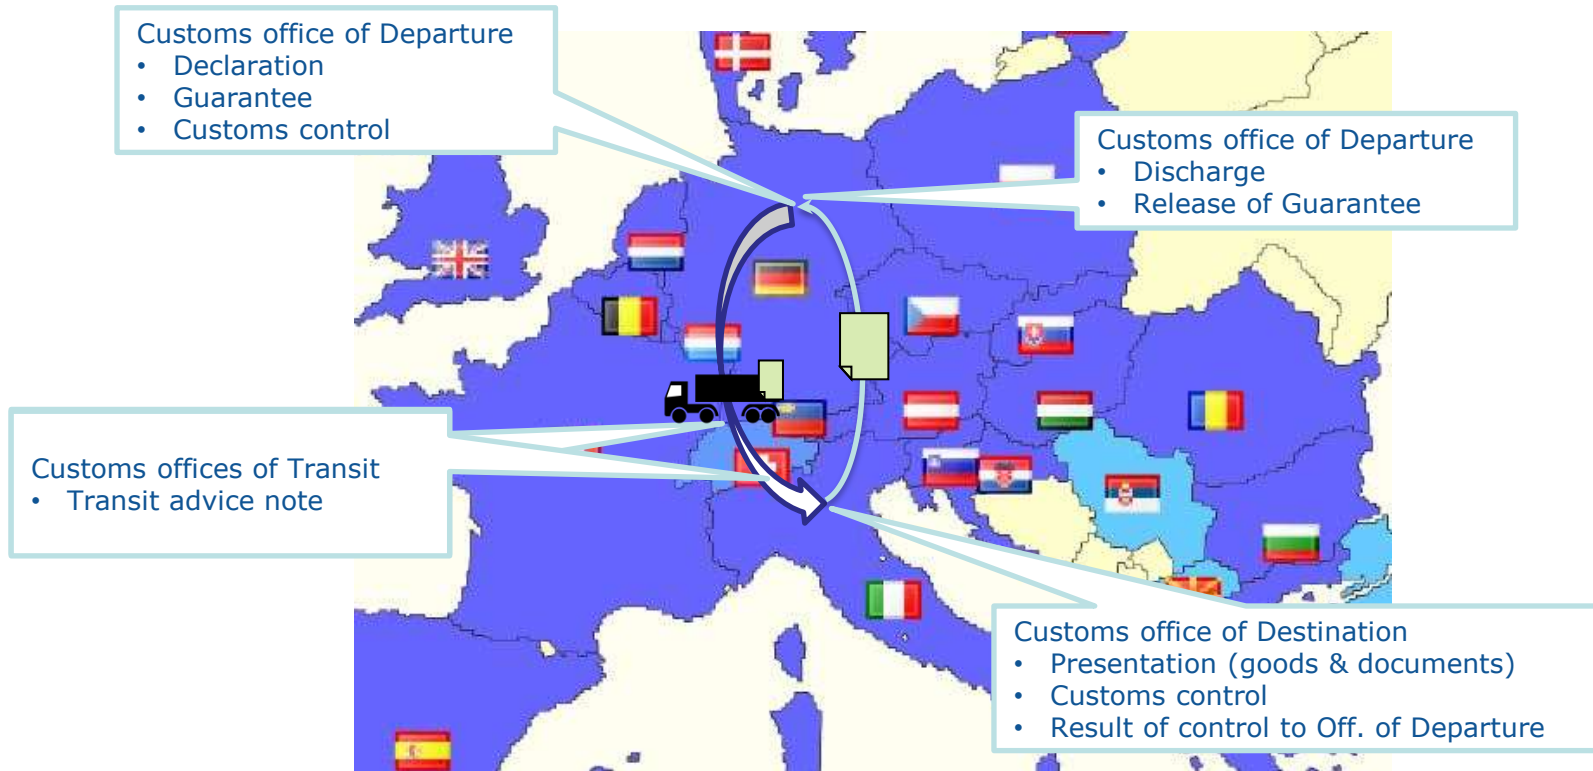 Customs office of Departure
• Declaration
• Guarantee
• Customs control
Customs office of Departure
• Discharge
• Release of Guarantee
Customs offices of Transit
• Transit advice note
Customs office of Destination
• Presentation (goods & documents)
• Customs control
• Result of control to Off. of Departure